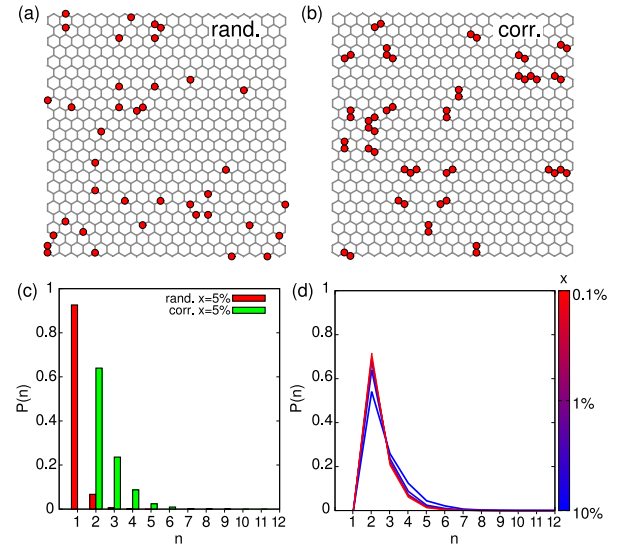 (a)
rand.
(b)
corr.
(c)
rand. x=5%
corr. x=5%
P(n)
1
0.8
0.6
0.4
0.2
0
1 2 3 4 5 6 7 8 9 10 11 12
n
(d)
P(n)
1
0.8
0.6
0.4
0.2
0
1 2 3 4 5 6 7 8 9 10 11 12
n
x
0.1%
1%
10%